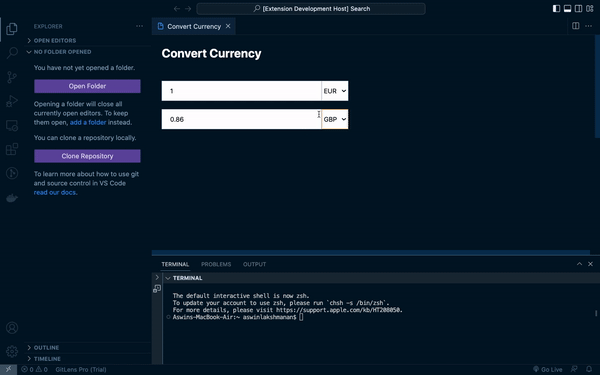 [Extension Development Host] Search
EXPLORER
Convert Currency
OPEN EDITORS
NO FOLDER OPENED
You have not yet opened a folder.
Open Folder
Opening a folder will close all
currently open editors. To keep
them open, add a folder instead.
You can clone a repository locally.
Clone Repository
To learn more about how to use git
and source control in VS Code
read our docs.
Convert Currency
1
EUR
0.86
GBP
TERMINAL
PROBLEMS
OUTPUT
TERMINAL
The default interactive shell is now zsh.
To update your account to use zsh, please run `chsh -s /bin/zsh`.
For more details, please visit https://support.apple.com/kb/HT208050.
Aswins-MacBook-Air:~ aswinlakshmanan$
OUTLINE
TIMELINE
0 0
GitLens Pro (Trial)
Go Live